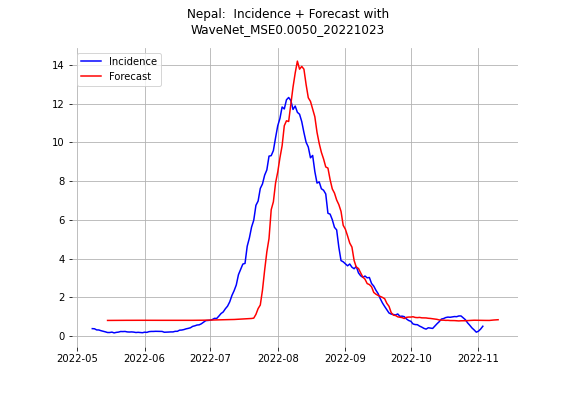 Nepal:  Incidence + Forecast with
WaveNet_MSE0.0050_20221023
Incidence
Forecast
14
12
10
8
6
4
2
0
2022-05 2022-06 2022-07 2022-08 2022-09 2022-10 2022-11